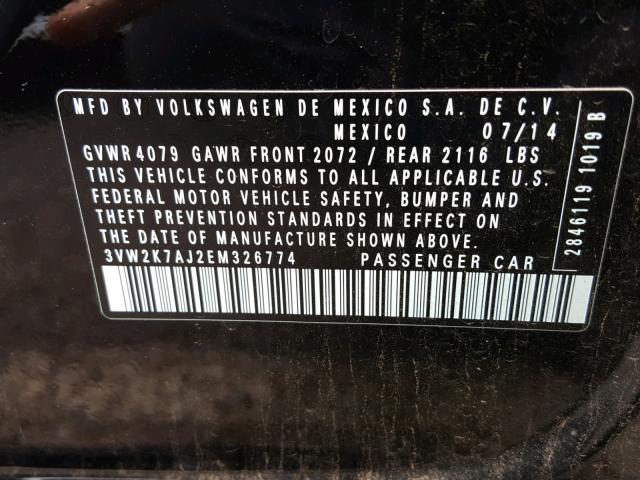 MFD BY VOLKSWAGEN DE MEXICO S.A. DE C.V.
MEXICO 07/14
GVWR 4079 GAWR FRONT 2072 / REAR 2116 LBS
THIS VEHICLE CONFORMS TO ALL APPLICABLE U.S.
FEDERAL MOTOR VEHICLE SAFETY, BUMPER AND
THEFT PREVENTION STANDARDS IN EFFECT ON
THE DATE OF MANUFACTURE SHOWN ABOVE.
3VW2K7AJ2EM326774 PASSENGER CAR
2846119 1019 B